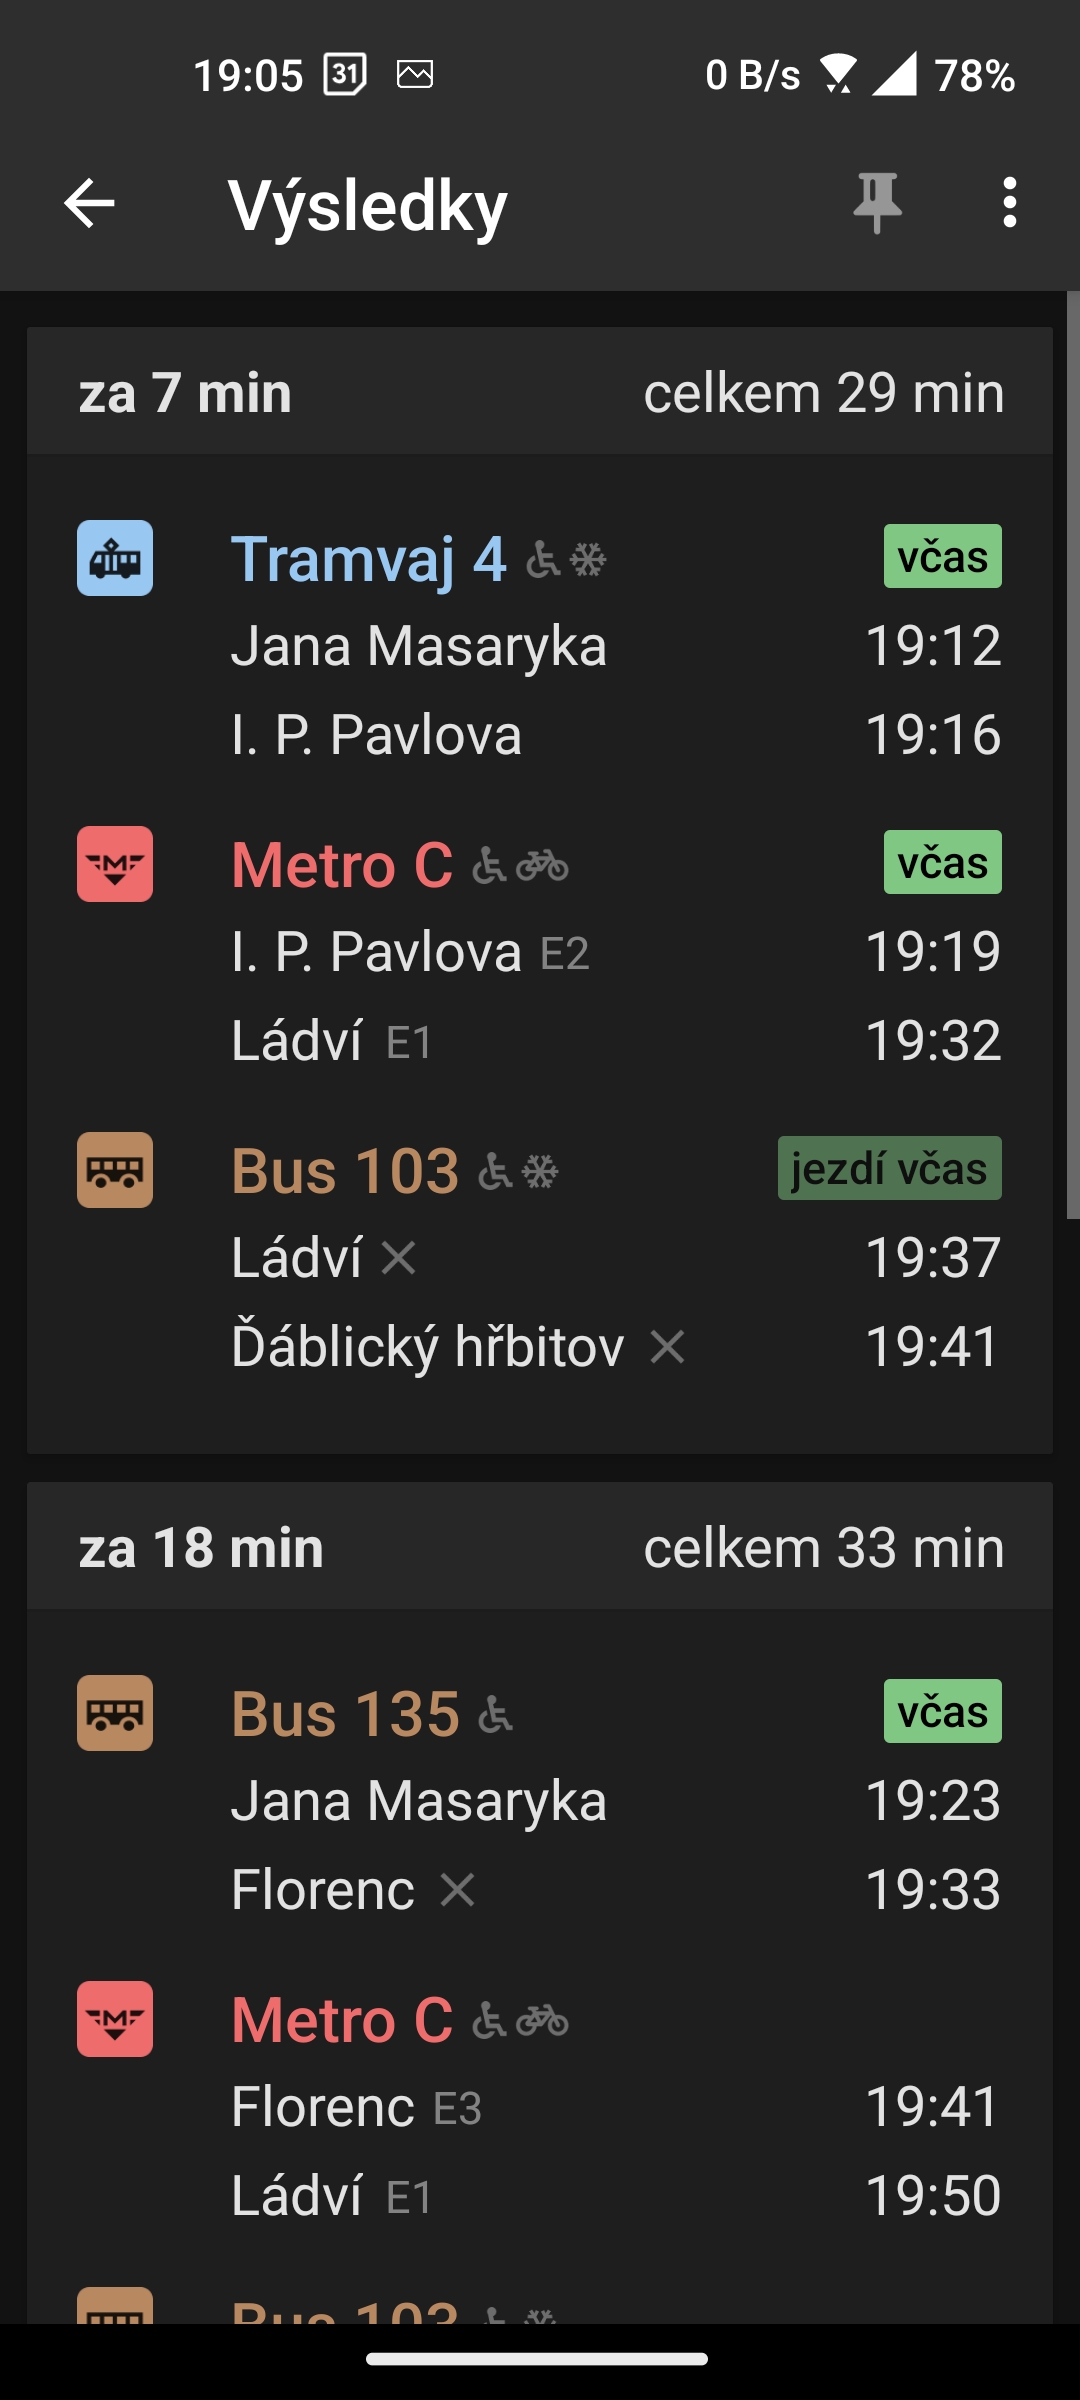 19:05 31 0 B/s 78%
Výsledky
za 7 min celkem 29 min
Tramvaj 4 včas
Jana Masaryka 19:12
I. P. Pavlova 19:16
Metro C včas
I. P. Pavlova E2 19:19
Ládví E1 19:32
Bus 103 jezdí včas
Ládví 19:37
Ďáblický hřbitov 19:41
za 18 min celkem 33 min
Bus 135 včas
Jana Masaryka 19:23
Florenc 19:33
Metro C
Florenc E3 19:41
Ládví E1 19:50
Bus 103